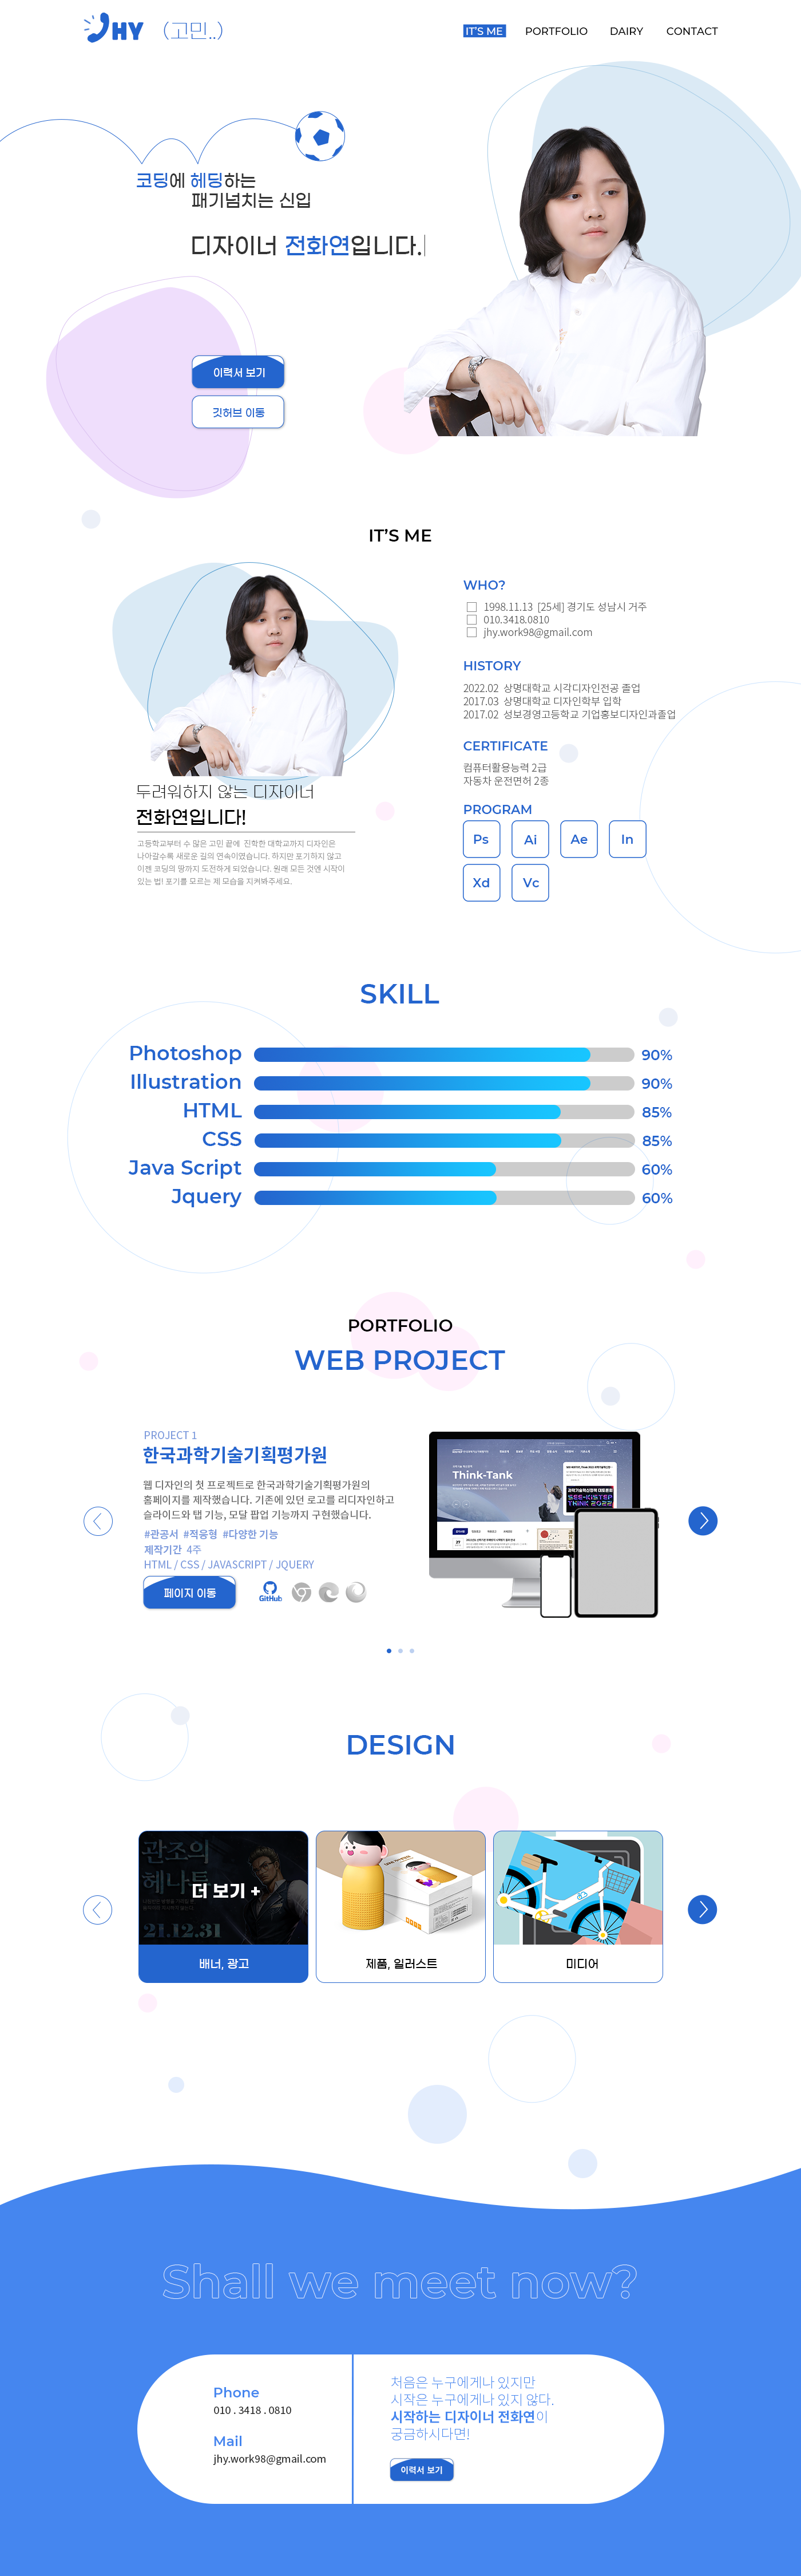 JHY (고민..)
IT'S ME PORTFOLIO DAIRY CONTACT
코딩에 헤딩하는
패기넘치는 신입
디자이너 전화연입니다.
이력서 보기
깃허브 이동
IT'S ME
두려워하지 않는 디자이너
전화연입니다!
고등학교부터 수 많은 고민 끝에 진학한 대학교까지 디자인은
나아갈수록 새로운 길의 연속이였습니다. 하지만 포기하지 않고
이젠 코딩의 땅까지 도전하게 되었습니다. 원래 모든 것엔 시작이
있는 법! 포기를 모르는 제 모습을 지켜봐주세요.
WHO?
1998.11.13 [25세] 경기도 성남시 거주
010.3418.0810
jhy.work98@gmail.com
HISTORY
2022.02 상명대학교 시각디자인전공 졸업
2017.03 상명대학교 디자인학부 입학
2017.02 성보경영고등학교 기업홍보디자인과졸업
CERTIFICATE
컴퓨터활용능력 2급
자동차 운전면허 2종
PROGRAM
Ps Ai Ae In
Xd Vc
SKILL
Photoshop 90%
Illustration 90%
HTML 85%
CSS 85%
Java Script 60%
Jquery 60%
PORTFOLIO
WEB PROJECT
PROJECT 1
한국과학기술기획평가원
웹 디자인의 첫 프로젝트로 한국과학기술기획평가원의
홈페이지를 제작했습니다. 기존에 있던 로고를 리디자인하고
슬라이드와 탭 기능, 모달 팝업 기능까지 구현했습니다.
#관공서 #적응형 #다양한 기능
제작기간 4주
HTML / CSS / JAVASCRIPT / JQUERY
페이지 이동
GitHub
Think-Tank
DESIGN
관조의
헤나트
21.12.31
더 보기 +
배너, 광고
제품, 일러스트
미디어
Shall we meet now?
Phone
010 . 3418 . 0810
Mail
jhy.work98@gmail.com
처음은 누구에게나 있지만
시작은 누구에게나 있지 않다.
시작하는 디자이너 전화연이
궁금하시다면!
이력서 보기